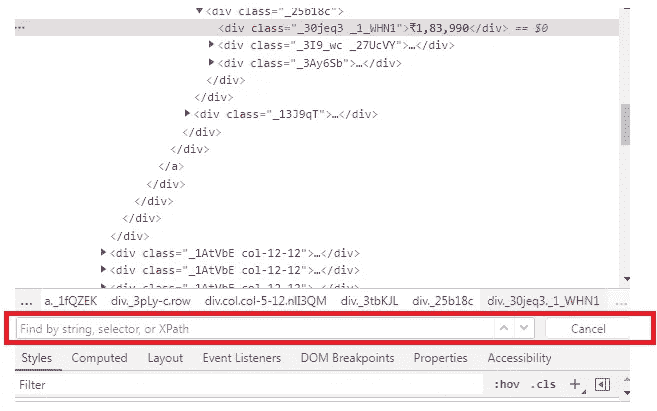 ▼<div class="_25b18c">
⋯ <div class="_30jeq3 _1_WHN1">₹1,83,990</div> == $0
▶<div class="_3I9_wc _27UcVY">…</div>
▶<div class="_3Ay6Sb">…</div>
</div>
</div>
▶<div class="_13J9qT">…</div>
</div>
</div>
</a>
</div>
</div>
</div>
</div>
▶<div class="_1AtVbE col-12-12">…</div>
▶<div class="_1AtVbE col-12-12">…</div>
▶<div class="_1AtVbE col-12-12">…</div>
... a._1fQZEK div._3pLy-c.row div.col.col-5-12.nlI3QM div._3tbKJL div._25b18c div._30jeq3._1_WHN1 ...
Find by string, selector, or XPath Cancel
Styles Computed Layout Event Listeners DOM Breakpoints Properties Accessibility
Filter :hov .cls +